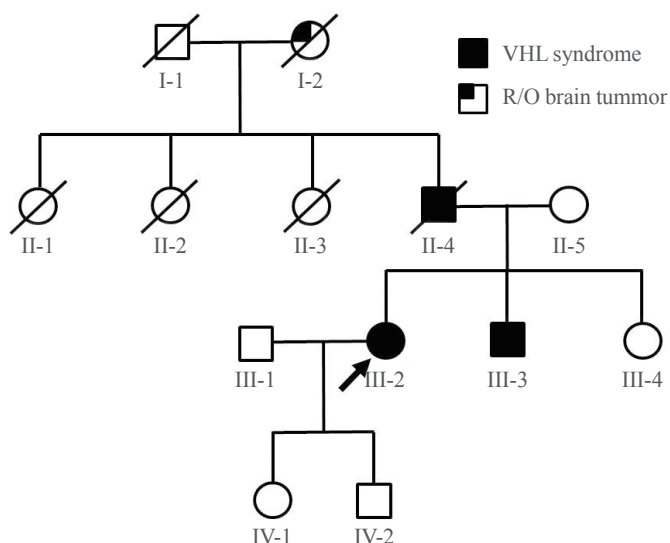 I-1 I-2
VHL syndrome
R/O brain tummor
II-1 II-2 II-3 II-4 II-5
III-1 III-2 III-3 III-4
IV-1 IV-2